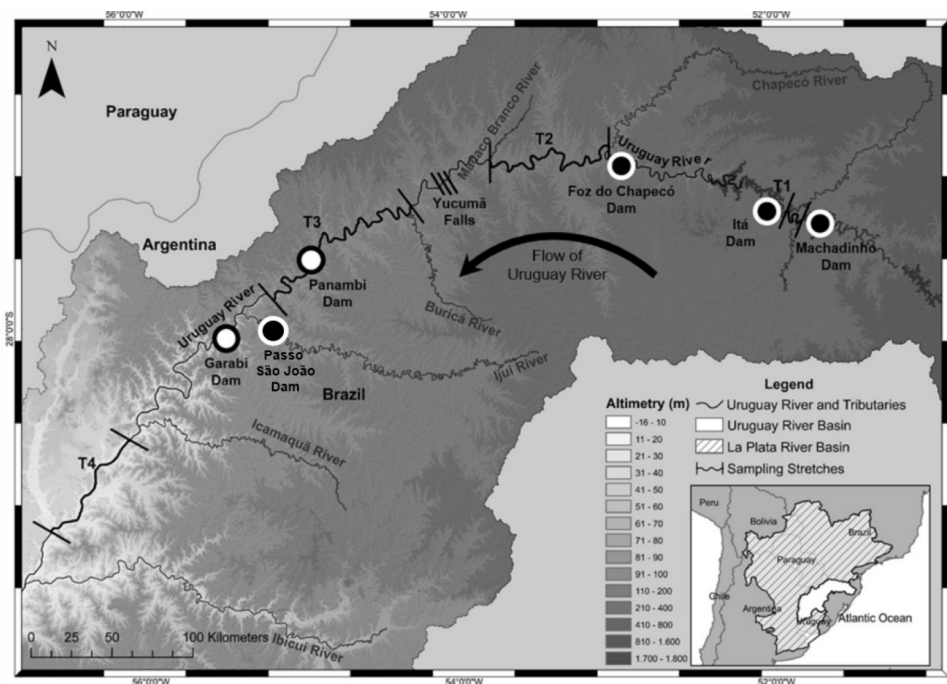 56°0'0"W
54°0'0"W
52°0'0"W
N
Paraguay
Chapecó River
Macaco Branco River
T2
Uruguay River
T1
Foz do Chapecó
Dam
Yucumã
Falls
Itá
Dam
Machadinho
Dam
T3
Argentina
Flow of
Uruguay River
Panambi
Dam
Uruguay River
Buricá River
28°0'0"S
Garabi
Dam
Passo
São João
Dam
Ijui River
Brazil
Icamaquã River
T4
Ibicui River
0 25 50 100 Kilometers
Legend
Uruguay River and Tributaries
Uruguay River Basin
La Plata River Basin
Sampling Stretches
Altimetry (m)
-16 - 10
11 - 20
21 - 30
31 - 40
41 - 50
51 - 60
61 - 70
71 - 80
81 - 90
91 - 100
110 - 200
210 - 400
410 - 800
810 - 1.600
1.700 - 1.800
Peru
Bolivia
Brazil
Paraguay
Chile
Argentina
Uruguay
Atlantic Ocean
56°0'0"W
54°0'0"W
52°0'0"W